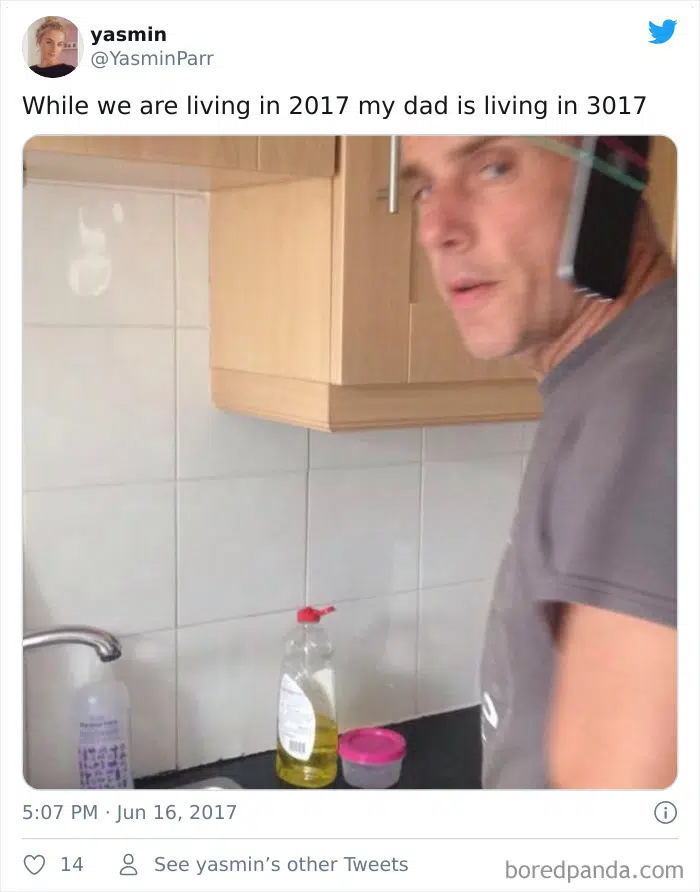 yasmin
@YasminParr
While we are living in 2017 my dad is living in 3017
5:07 PM · Jun 16, 2017
14
See yasmin’s other Tweets
boredpanda.com